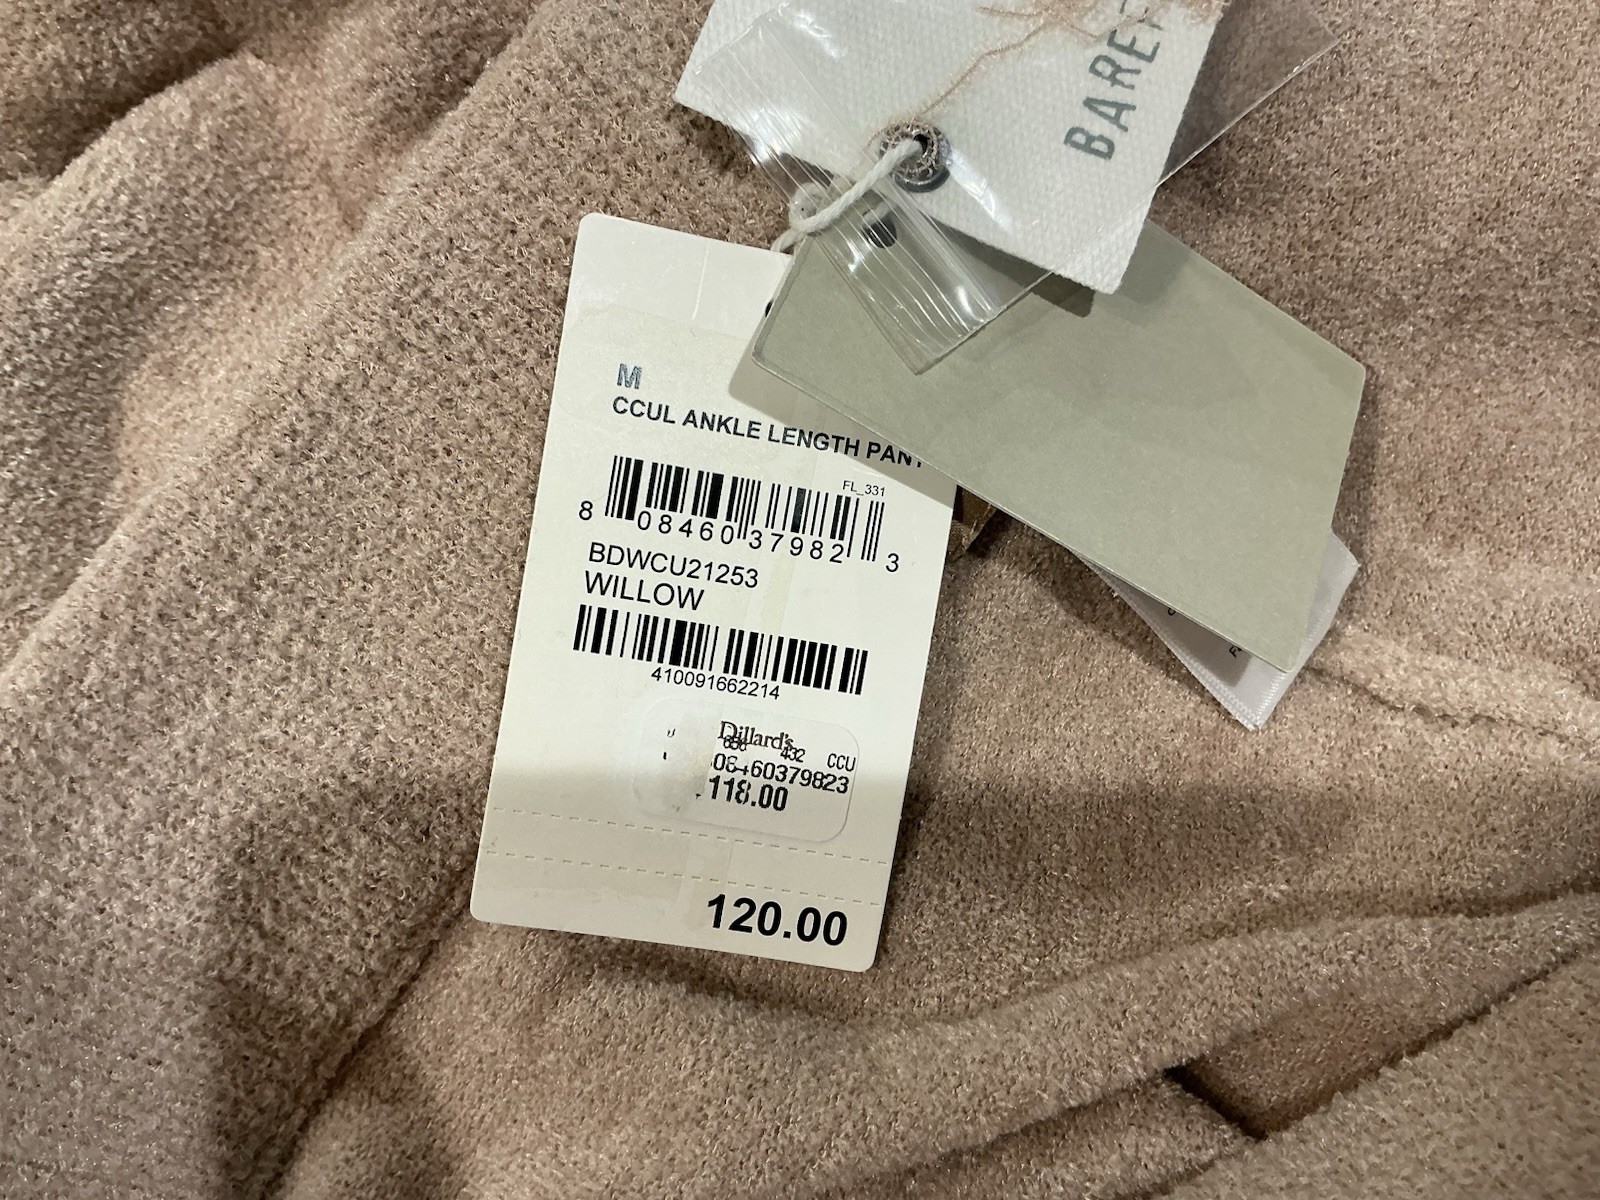 BAREF
M
CCUL ANKLE LENGTH PANT
FL_331
8 08460 37982 3
BDWCU21253
WILLOW
410091662214
Dillard's
432 CCU
60379823
118.00
120.00